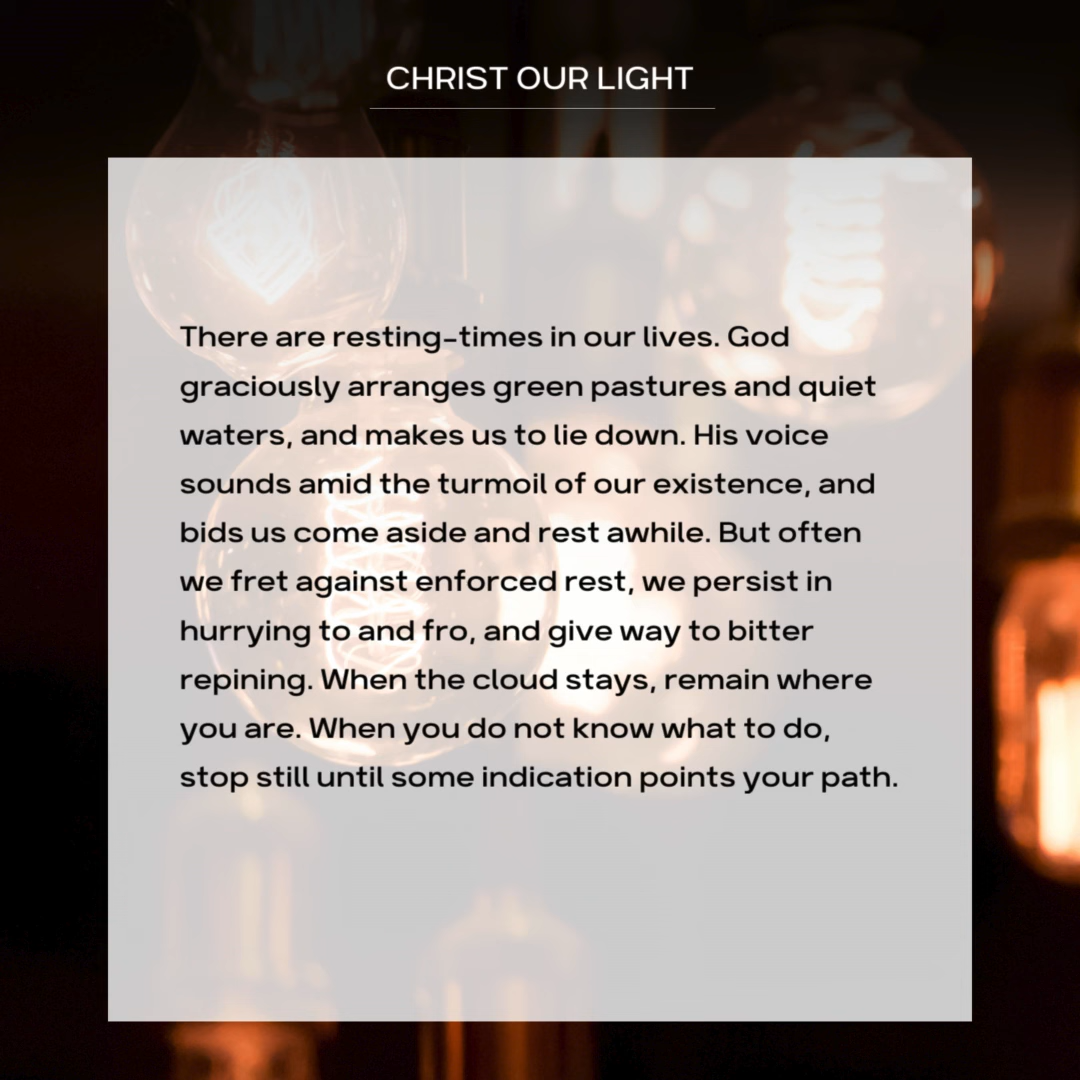 CHRIST OUR LIGHT
There are resting-times in our lives. God
graciously arranges green pastures and quiet
waters, and makes us to lie down. His voice
sounds amid the turmoil of our existence, and
bids us come aside and rest awhile. But often
we fret against enforced rest, we persist in
hurrying to and fro, and give way to bitter
repining. When the cloud stays, remain where
you are. When you do not know what to do,
stop still until some indication points your path.